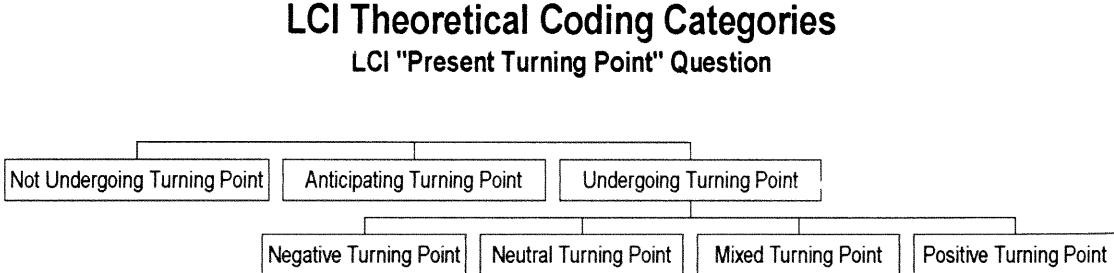 LCI Theoretical Coding Categories
LCI "Present Turning Point" Question
Not Undergoing Turning Point
Anticipating Turning Point
Undergoing Turning Point
Negative Turning Point
Neutral Turning Point
Mixed Turning Point
Positive Turning Point